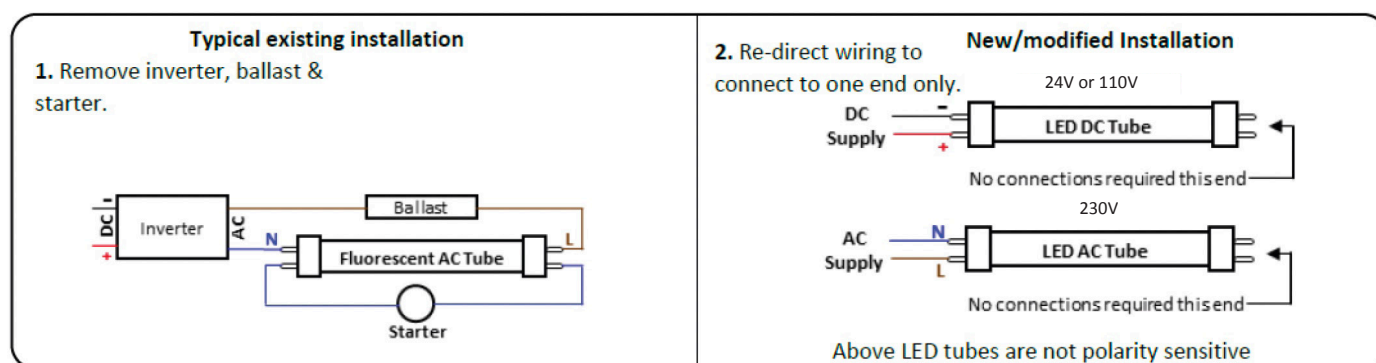 Typical existing installation
1. Remove inverter, ballast &
starter.
DC
-
+
Inverter
AC
Ballast
N
L
Fluorescent AC Tube
Starter
New/modified Installation
2. Re-direct wiring to
connect to one end only.
24V or 110V
DC
Supply
-
+
LED DC Tube
No connections required this end
230V
AC
Supply
N
L
LED AC Tube
No connections required this end
Above LED tubes are not polarity sensitive